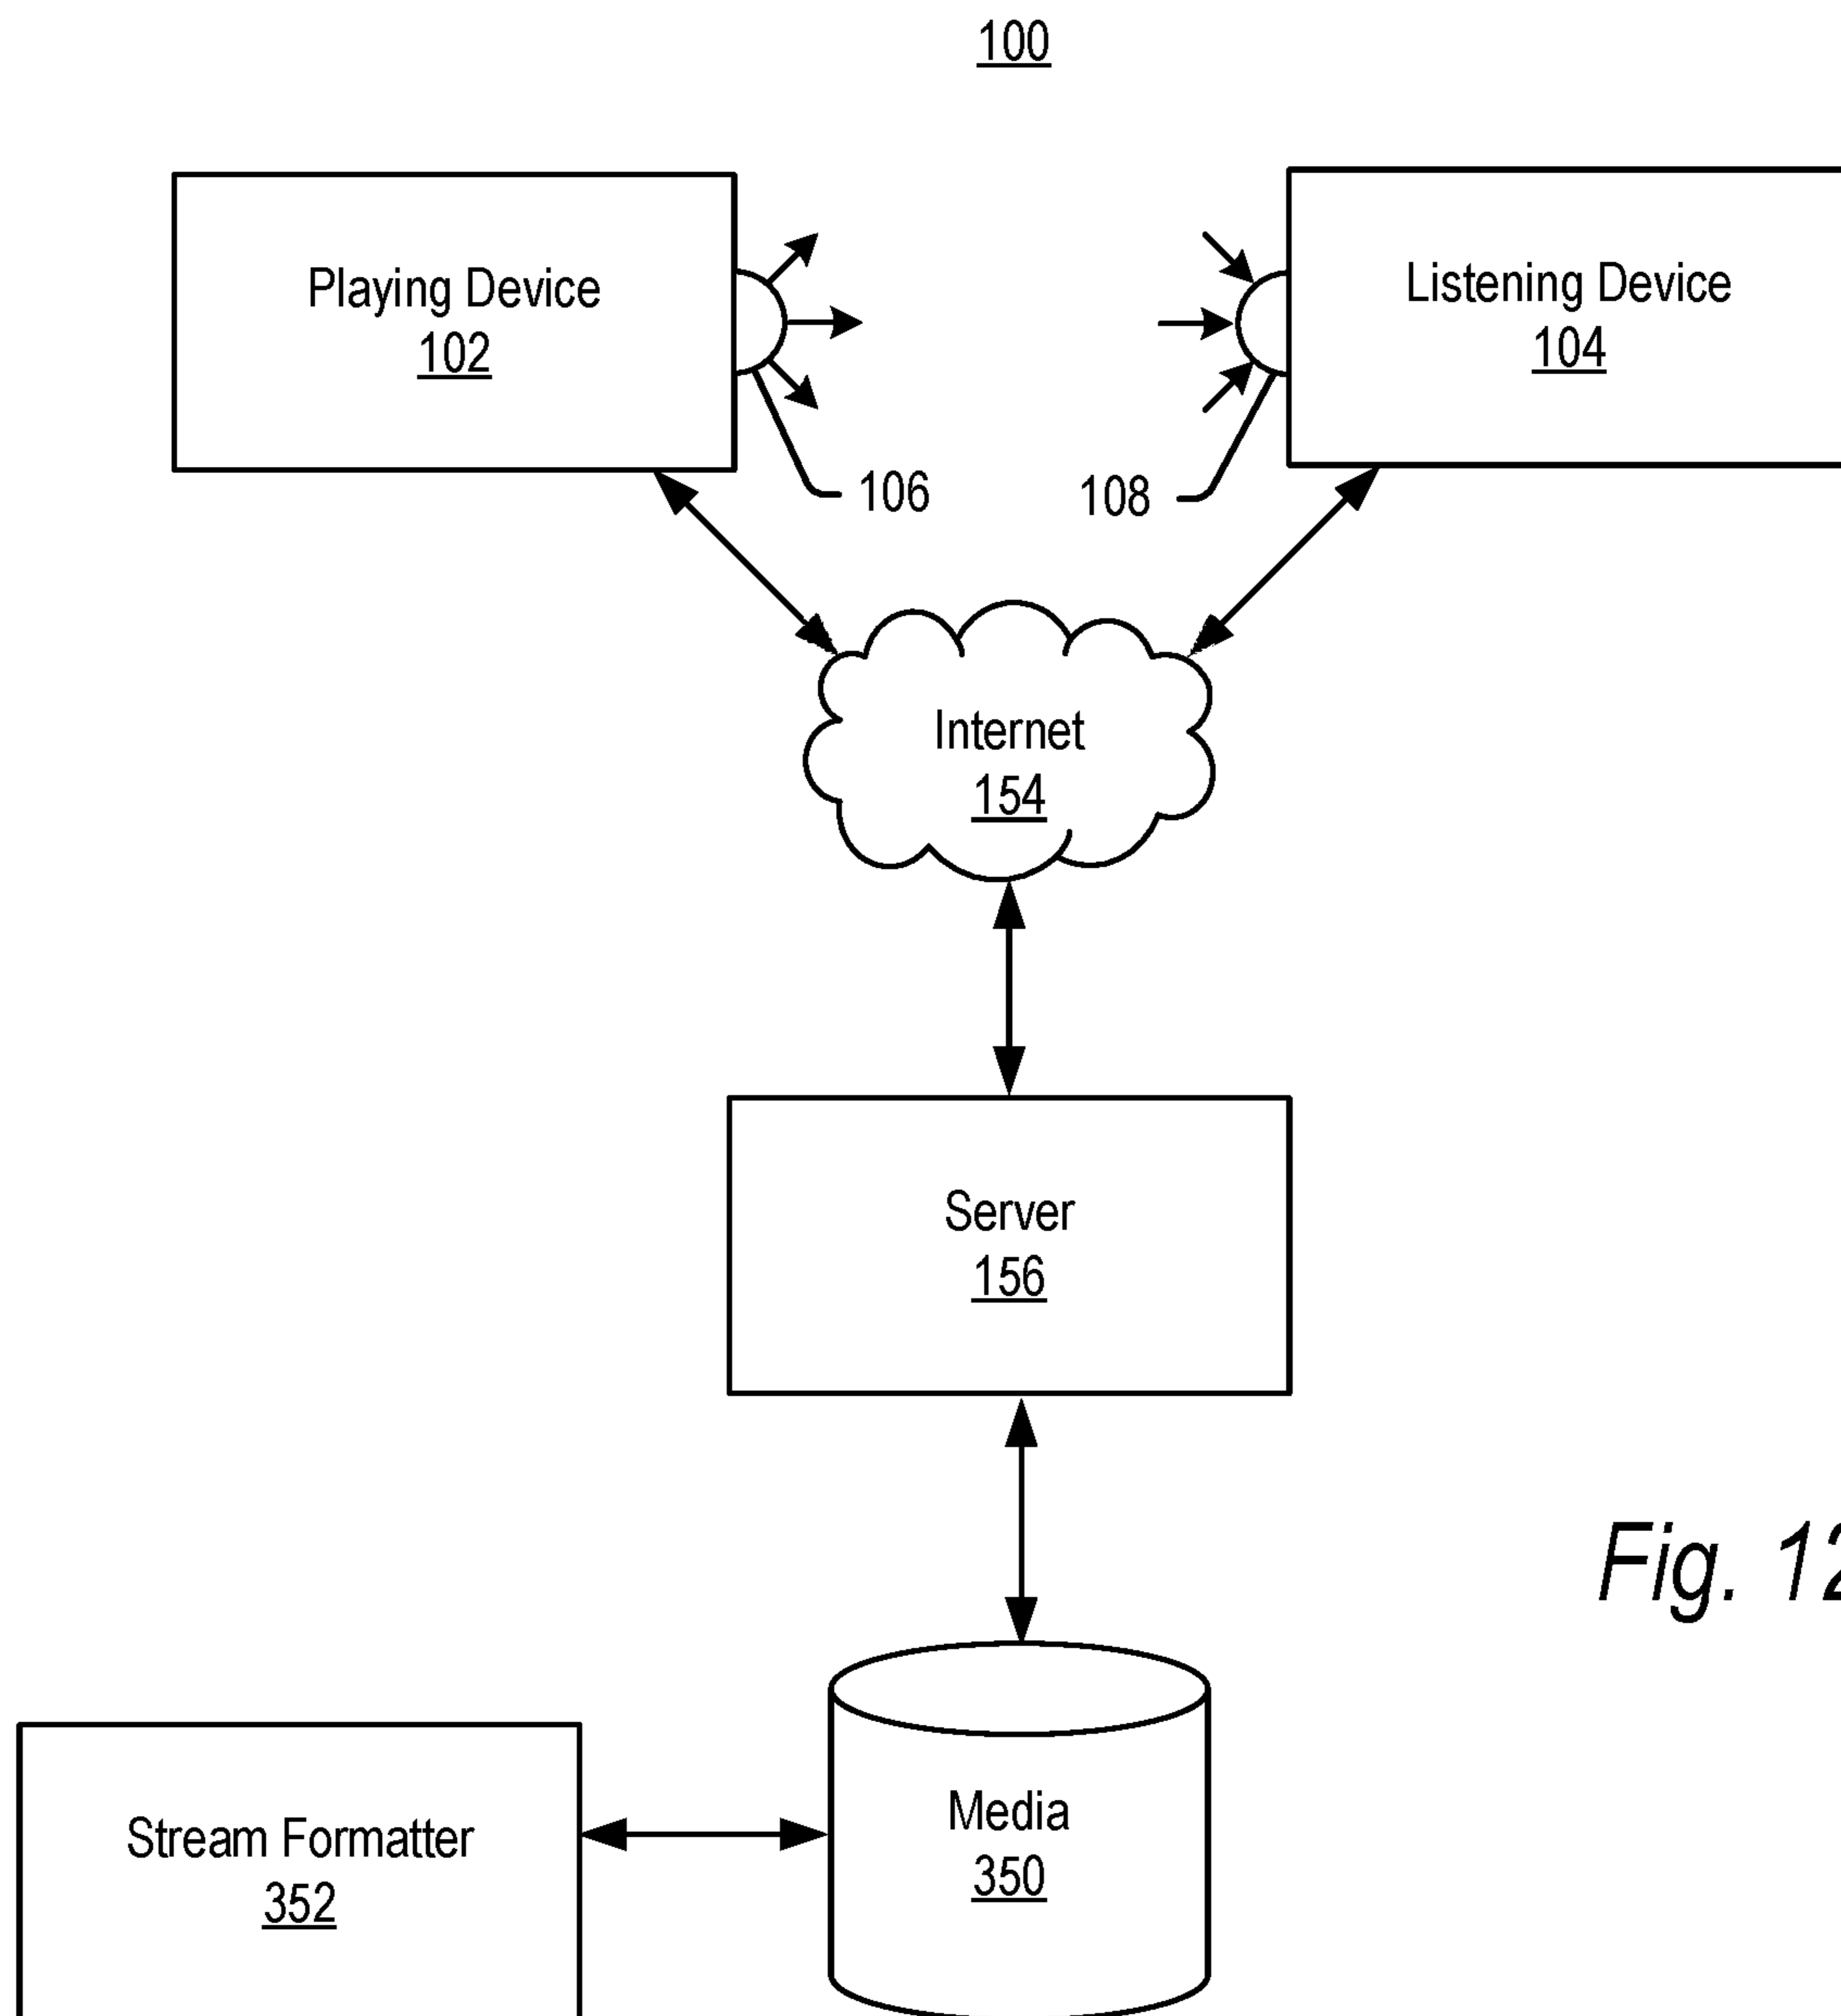 100
Playing Device
102
Listening Device
104
106
108
Internet
154
Server
156
Fig. 12
Media
350
Stream Formatter
352